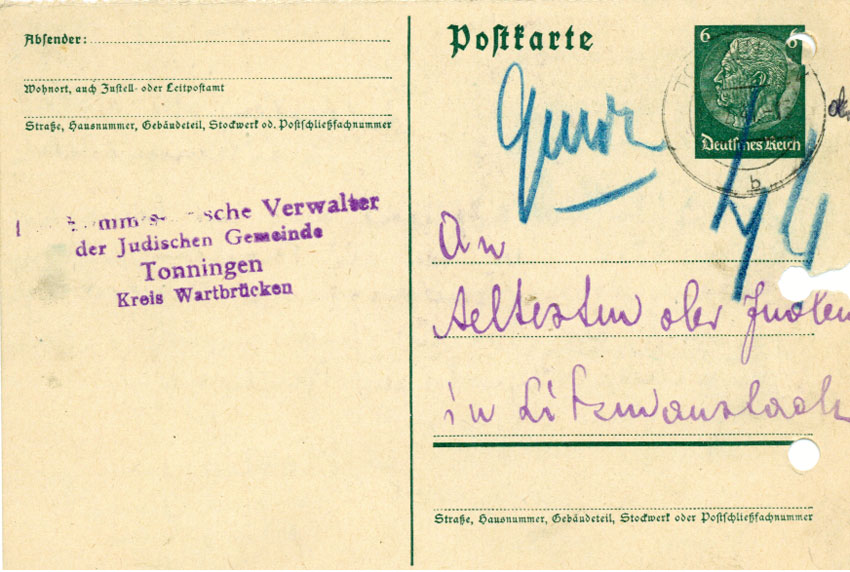 Absender:
Wohnort, auch Zustell- oder Leitpostamt
Straße, Hausnummer, Gebäudeteil, Stockwerk od. Postschließfachnummer
sche Verwalter
der Judischen Gemeinde
Tonningen
Kreis Wartbrücken
Postkarte
6 6
Deutsches Reich
b
An
Aeltesten der Juden
in Litzmannstadt
Straße, Hausnummer, Gebäudeteil, Stockwerk oder Postschließfachnummer